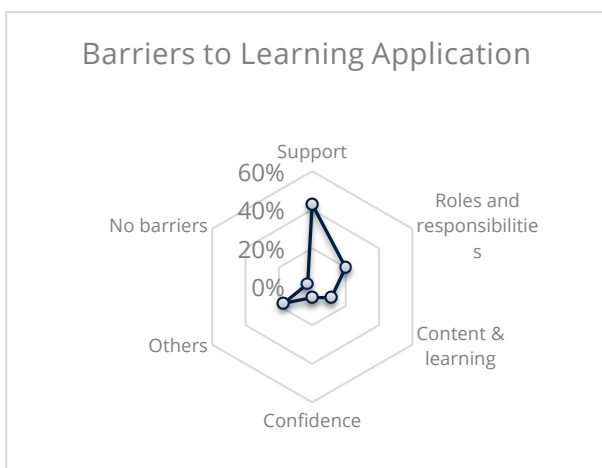 Barriers to Learning Application
Support
60%
40%
20%
0%
Roles and
responsibilitie
s
Content &
learning
Confidence
Others
No barriers